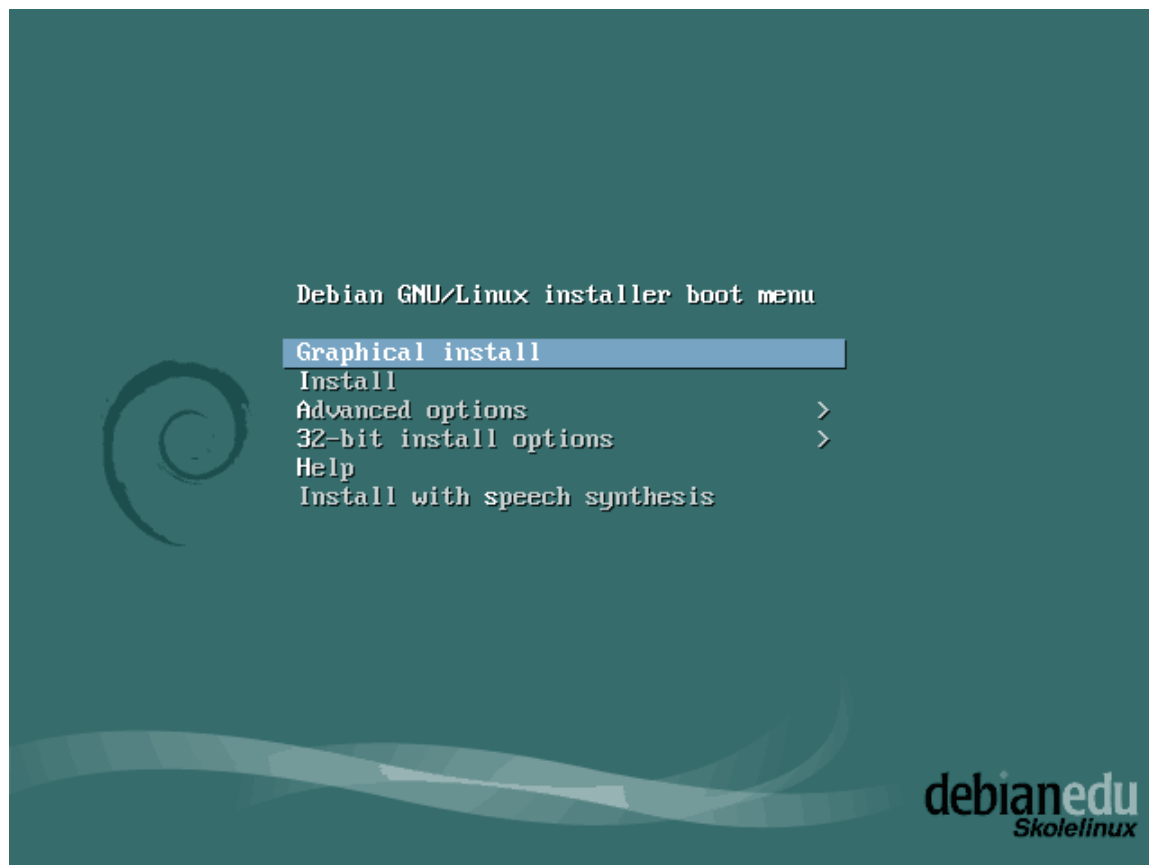 Debian GNU/Linux installer boot menu
Graphical install
Install
Advanced options >
32-bit install options >
Help
Install with speech synthesis
debianedu
Skolelinux